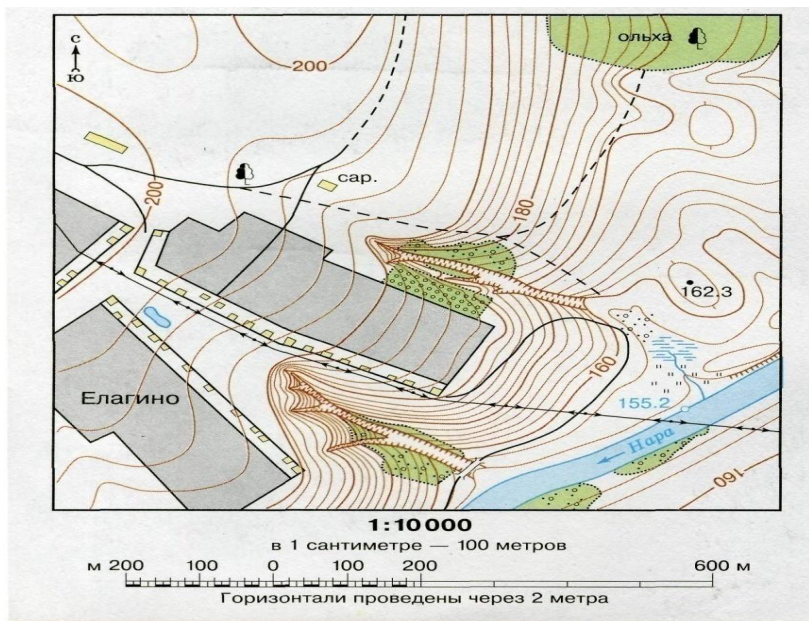 с
ю
200
ольха
сар.
200
180
162,3
Елагино
160
155.2
Нара
160
1:10 000
в 1 сантиметре — 100 метров
м 200 100 0 100 200 600 м
Горизонтали проведены через 2 метра